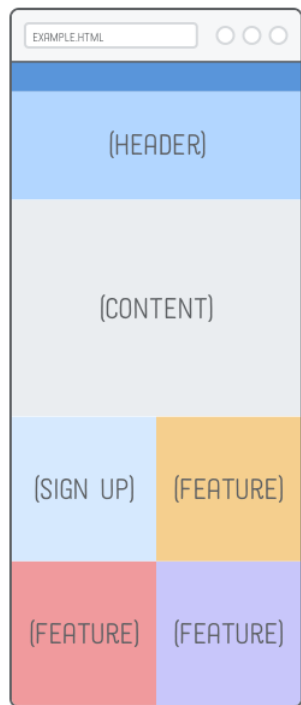 EXAMPLE.HTML
(HEADER)
(CONTENT)
(SIGN UP) (FEATURE)
(FEATURE) (FEATURE)